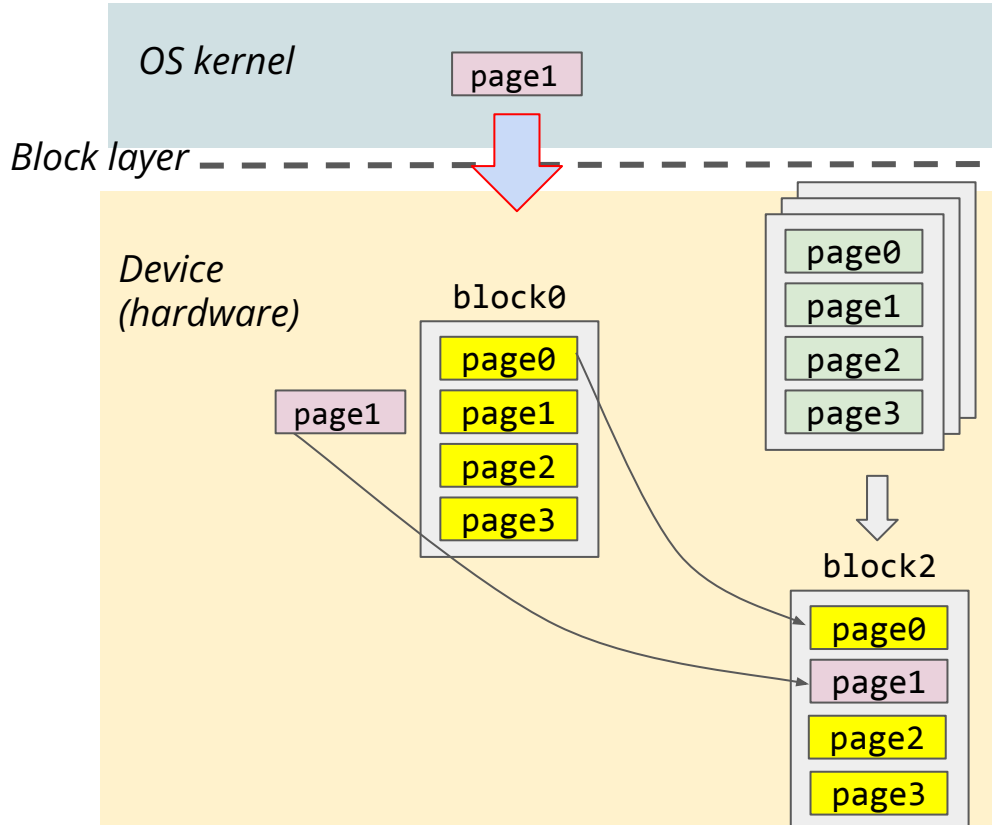 OS kernel
page1
Block layer
Device
(hardware)
page0
page1
page2
page3
block0
page0
page1
page2
page3
page1
block2
page0
page1
page2
page3